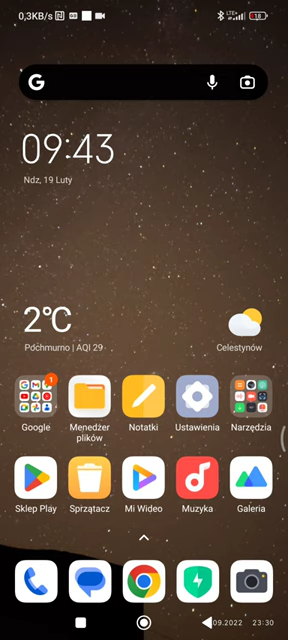 0,3KB/s
LTE+
18
09:43
Ndz, 19 Luty
2°C
Pochmurno | AQI 29
Celestynów
1
Google
Menedżer plików
Notatki
Ustawienia
Narzędzia
Sklep Play
Sprzątacz
Mi Wideo
Muzyka
Galeria
09.2022 23:30